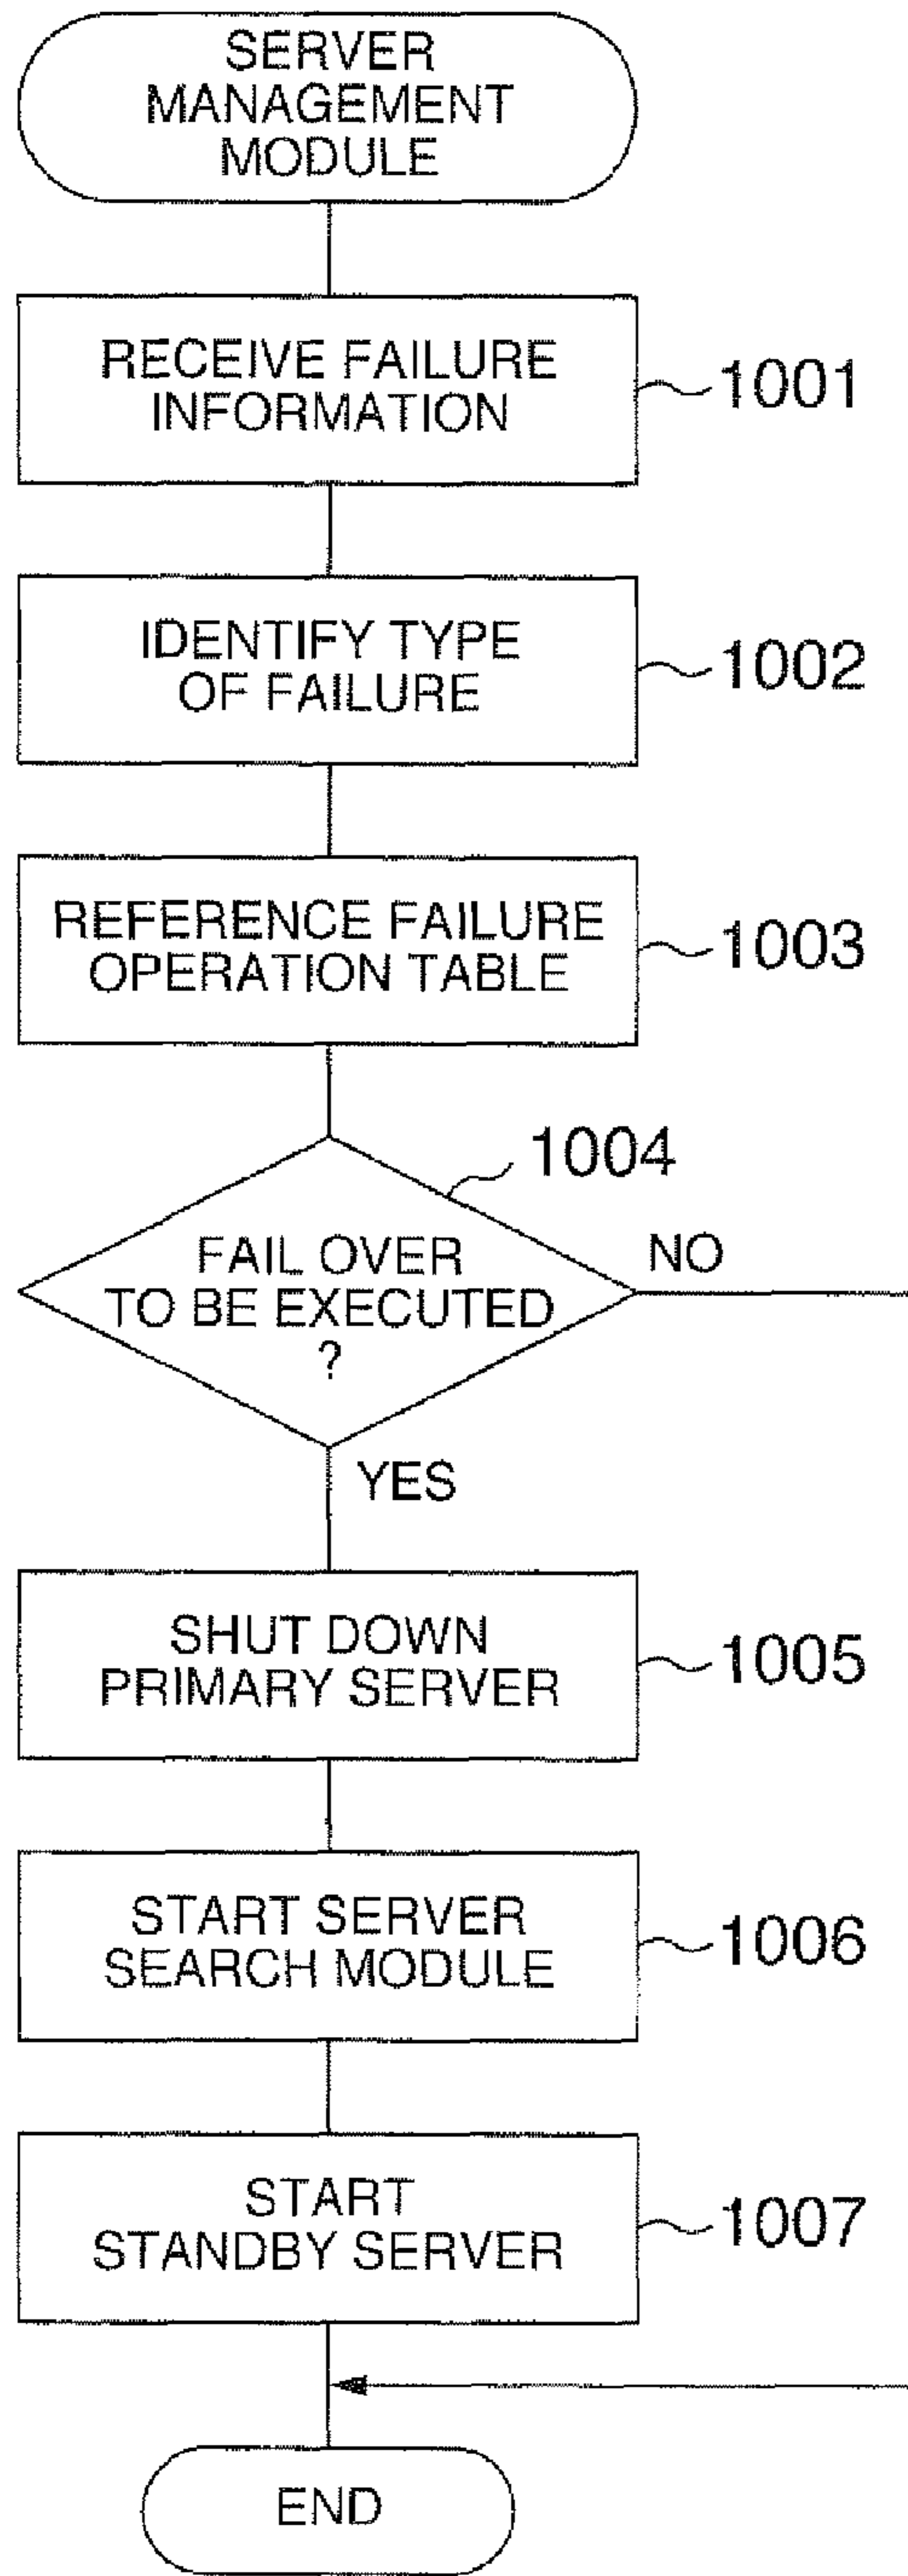 SERVER
MANAGEMENT
MODULE
RECEIVE FAILURE
INFORMATION
1001
IDENTIFY TYPE
OF FAILURE
1002
REFERENCE FAILURE
OPERATION TABLE
1003
1004
FAIL OVER
TO BE EXECUTED
?
NO
YES
SHUT DOWN
PRIMARY SERVER
1005
START SERVER
SEARCH MODULE
1006
START
STANDBY SERVER
1007
END